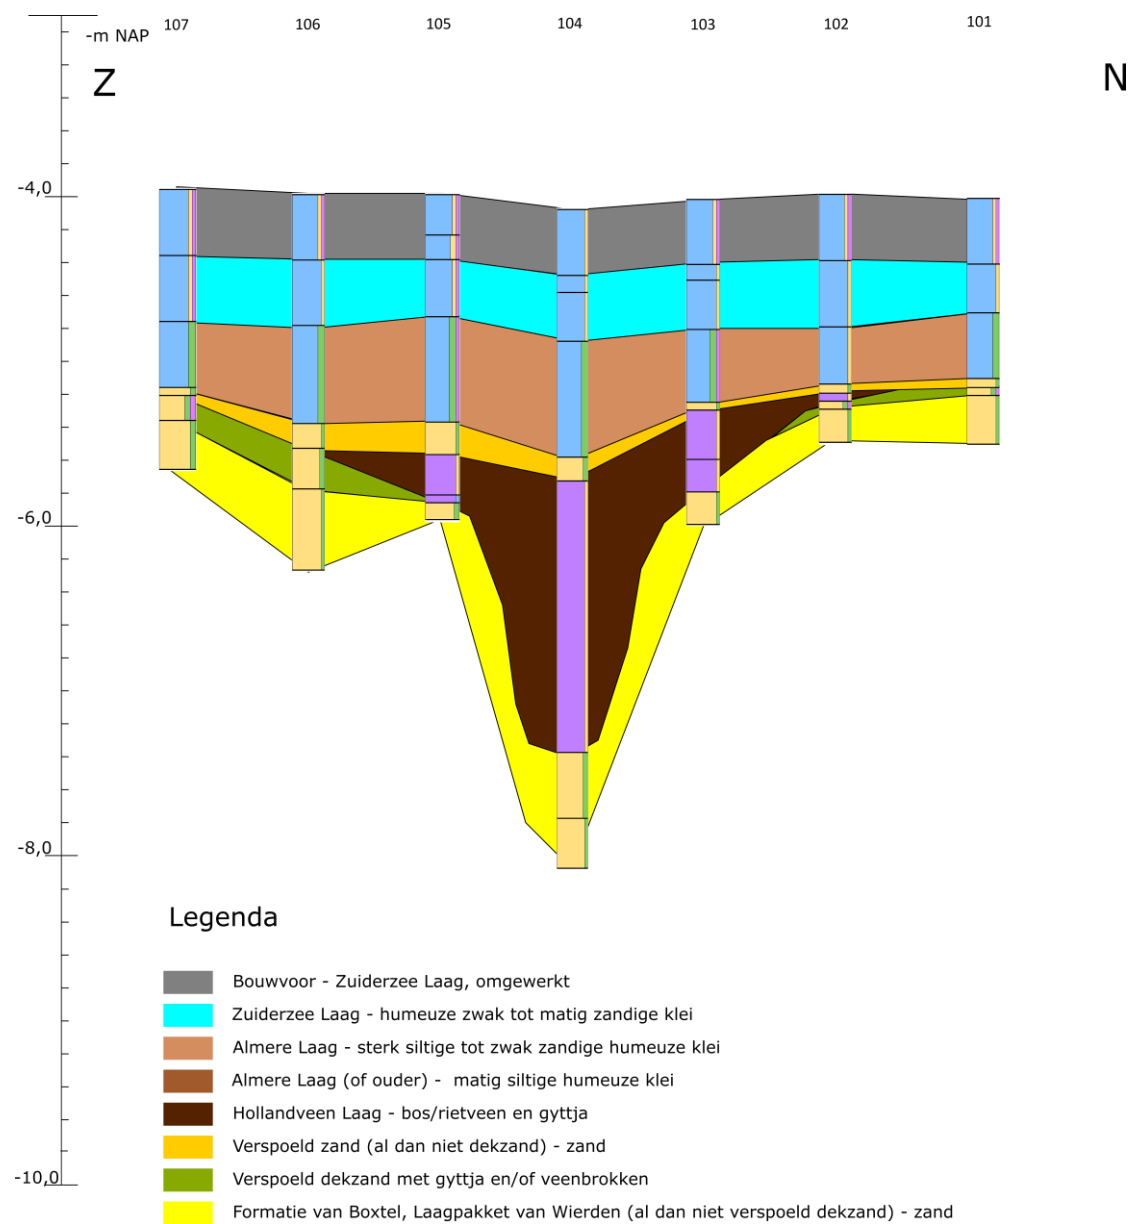 107 106 105 104 103 102 101
-m NAP
Z N
-4,0
-6,0
-8,0
Legenda
Bouwvoor - Zuiderzee Laag, omgewerkt
Zuiderzee Laag - humeuze zwak tot matig zandige klei
Almere Laag - sterk siltige tot zwak zandige humeuze klei
Almere Laag (of ouder) - matig siltige humeuze klei
Hollandveen Laag - bos/rietveen en gyttja
Verspoeld zand (al dan niet dekzand) - zand
Verspoeld dekzand met gyttja en/of veenbrokken
-10,0
Formatie van Boxtel, Laagpakket van Wierden (al dan niet verspoeld dekzand) - zand